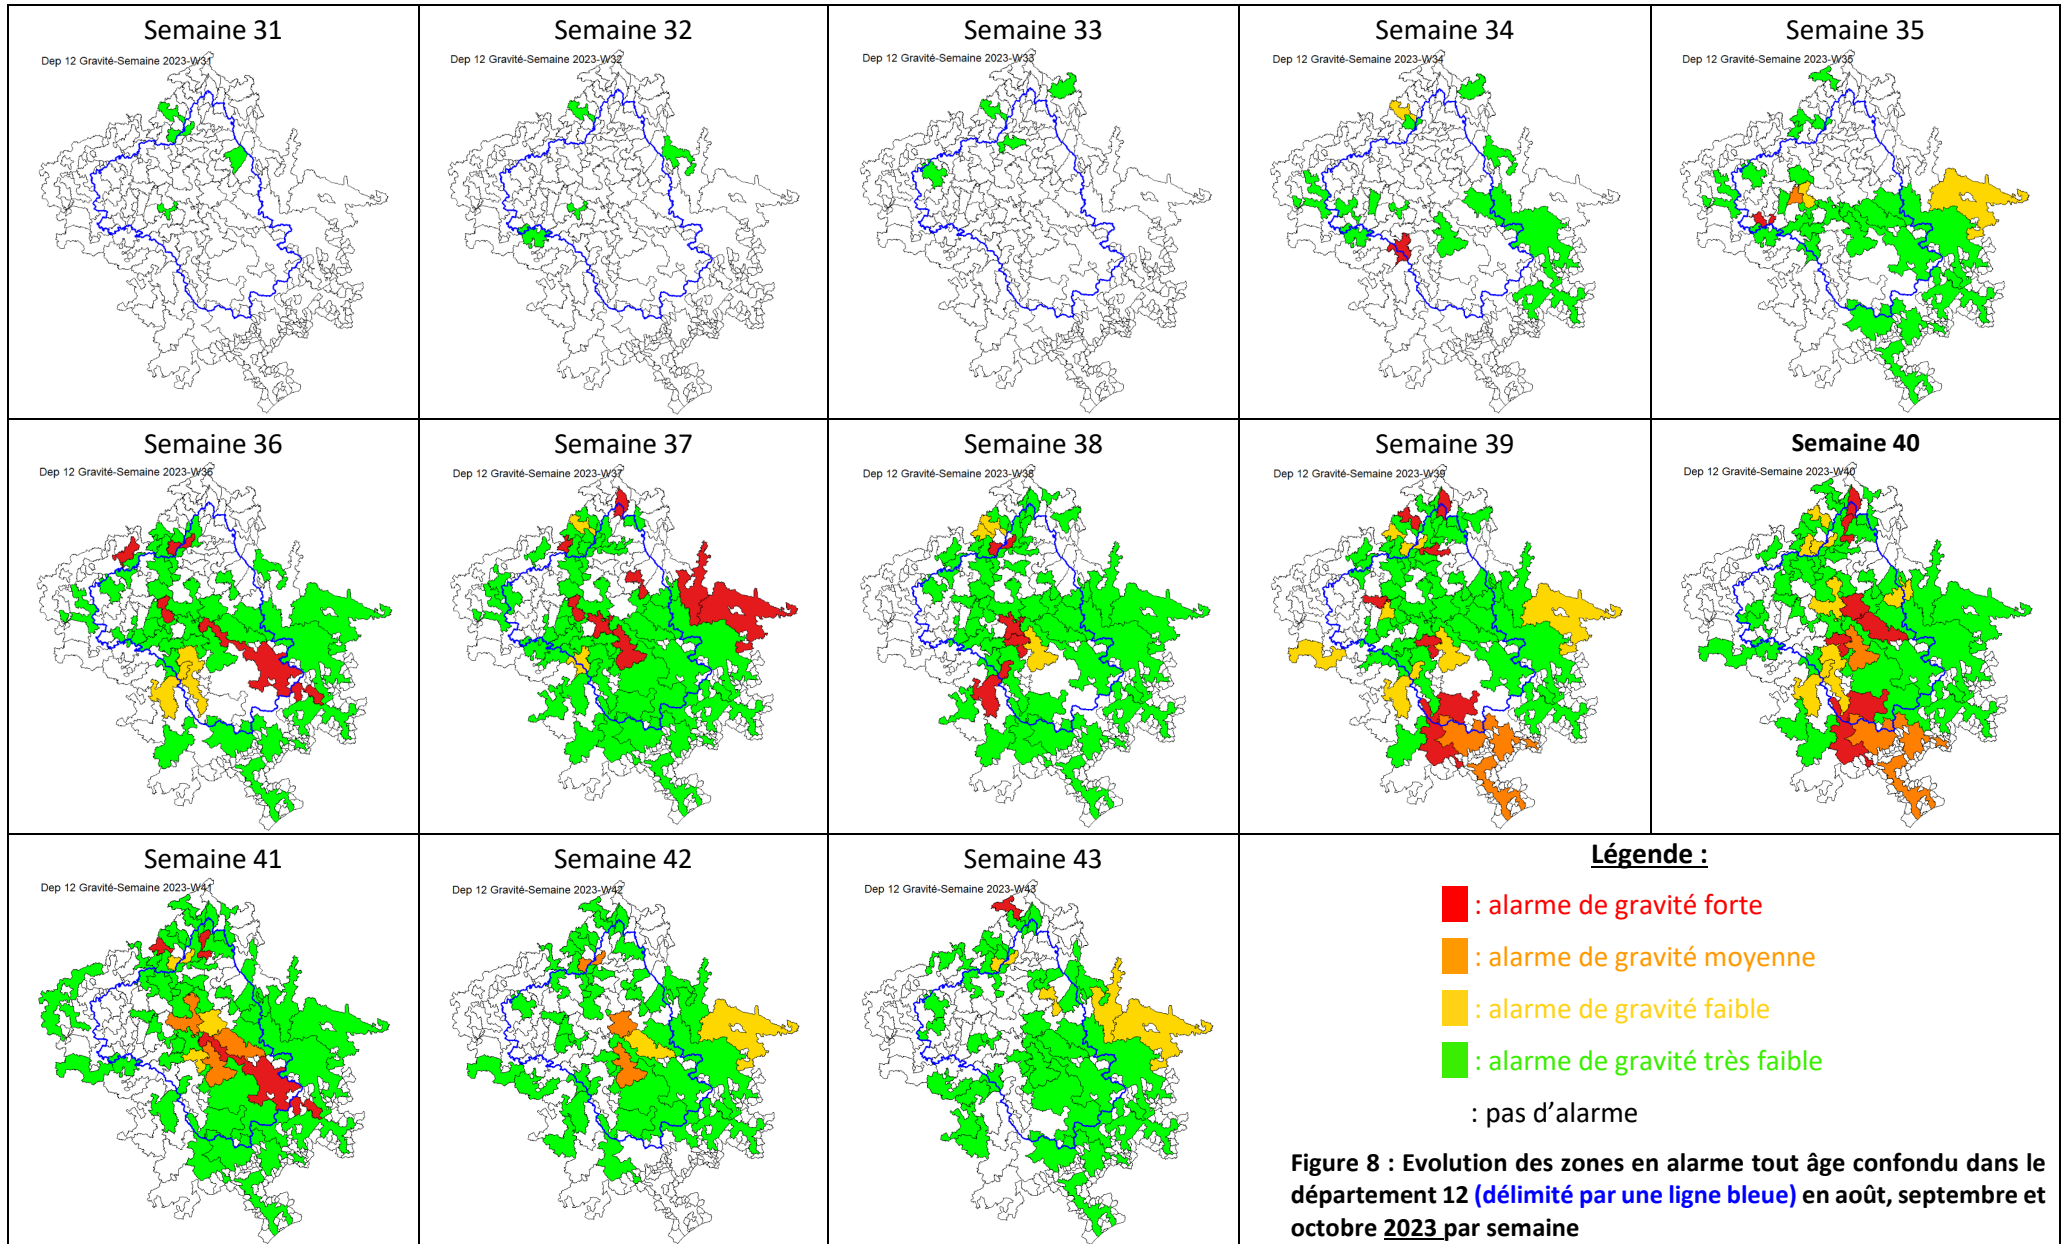 Semaine 31
Dep 12 Gravité-Semaine 2023-W31
Semaine 32
Dep 12 Gravité-Semaine 2023-W32
Semaine 33
Dep 12 Gravité-Semaine 2023-W33
Semaine 34
Dep 12 Gravité-Semaine 2023-W34
Semaine 35
Dep 12 Gravité-Semaine 2023-W35
Semaine 36
Dep 12 Gravité-Semaine 2023-W36
Semaine 37
Dep 12 Gravité-Semaine 2023-W37
Semaine 38
Dep 12 Gravité-Semaine 2023-W38
Semaine 39
Dep 12 Gravité-Semaine 2023-W39
Semaine 40
Dep 12 Gravité-Semaine 2023-W40
Semaine 41
Dep 12 Gravité-Semaine 2023-W41
Semaine 42
Dep 12 Gravité-Semaine 2023-W42
Semaine 43
Dep 12 Gravité-Semaine 2023-W43
Légende :
: alarme de gravité forte
: alarme de gravité moyenne
: alarme de gravité faible
: alarme de gravité très faible
: pas d'alarme
Figure 8 : Evolution des zones en alarme tout âge confondu dans le
département 12 (délimité par une ligne bleue) en août, septembre et
octobre 2023 par semaine